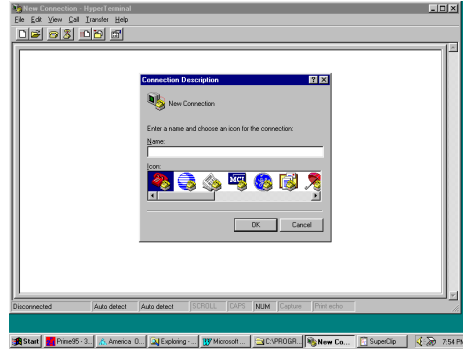 New Connection - HyperTerminal
File Edit View Call Transfer Help
Connection Description
New Connection
Enter a name and choose an icon for the connection:
Name:
Icon:
MCI
OK Cancel
Disconnected Auto detect Auto detect SCROLL CAPS NUM Capture Print echo
Start Prime95 - 3... America O... Exploring - ... Microsoft ... C:\PROGR... New Co... SuperClip 7:54 PM